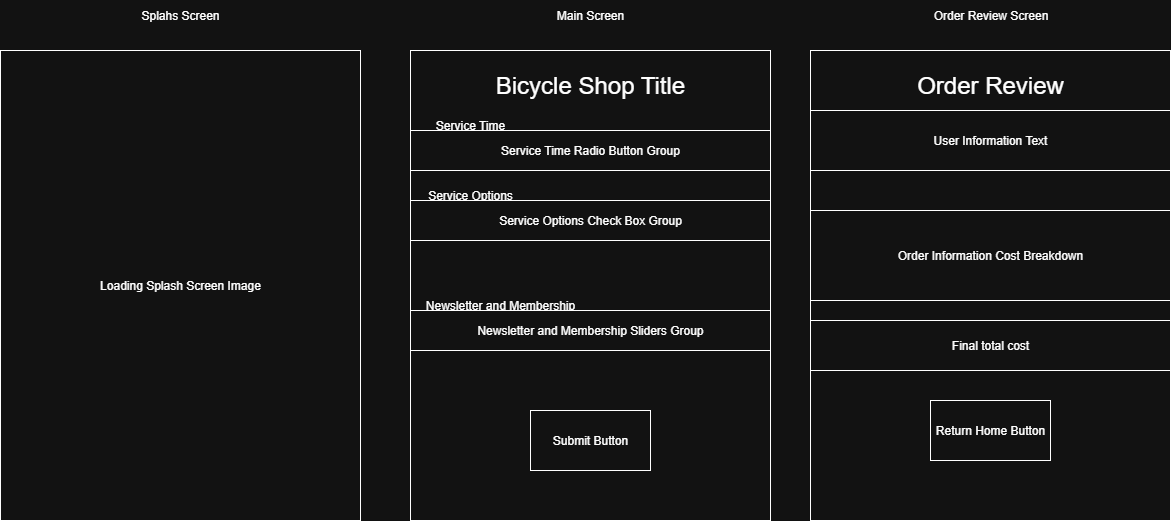 Splahs Screen
Loading Splash Screen Image
Main Screen
Bicycle Shop Title
Service Time
Service Time Radio Button Group
Service Options
Service Options Check Box Group
Newsletter and Membership
Newsletter and Membership Sliders Group
Submit Button
Order Review Screen
Order Review
User Information Text
Order Information Cost Breakdown
Final total cost
Return Home Button